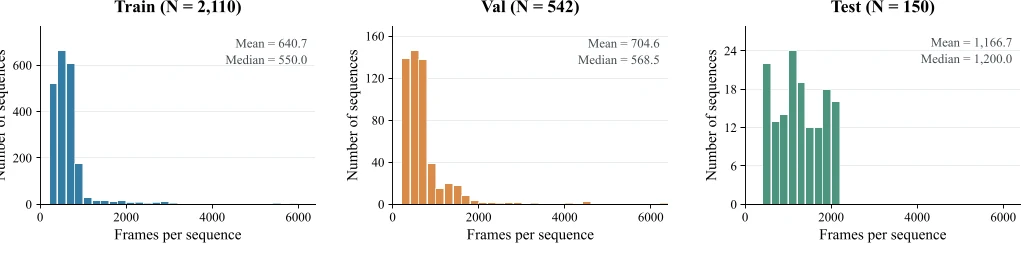 Train (N = 2,110)
Mean = 640.7
Median = 550.0
Number of sequences
600
400
200
0
0 2000 4000 6000
Frames per sequence
Val (N = 542)
Mean = 704.6
Median = 568.5
Number of sequences
160
120
80
40
0
0 2000 4000 6000
Frames per sequence
Test (N = 150)
Mean = 1,166.7
Median = 1,200.0
Number of sequences
24
18
12
6
0
0 2000 4000 6000
Frames per sequence